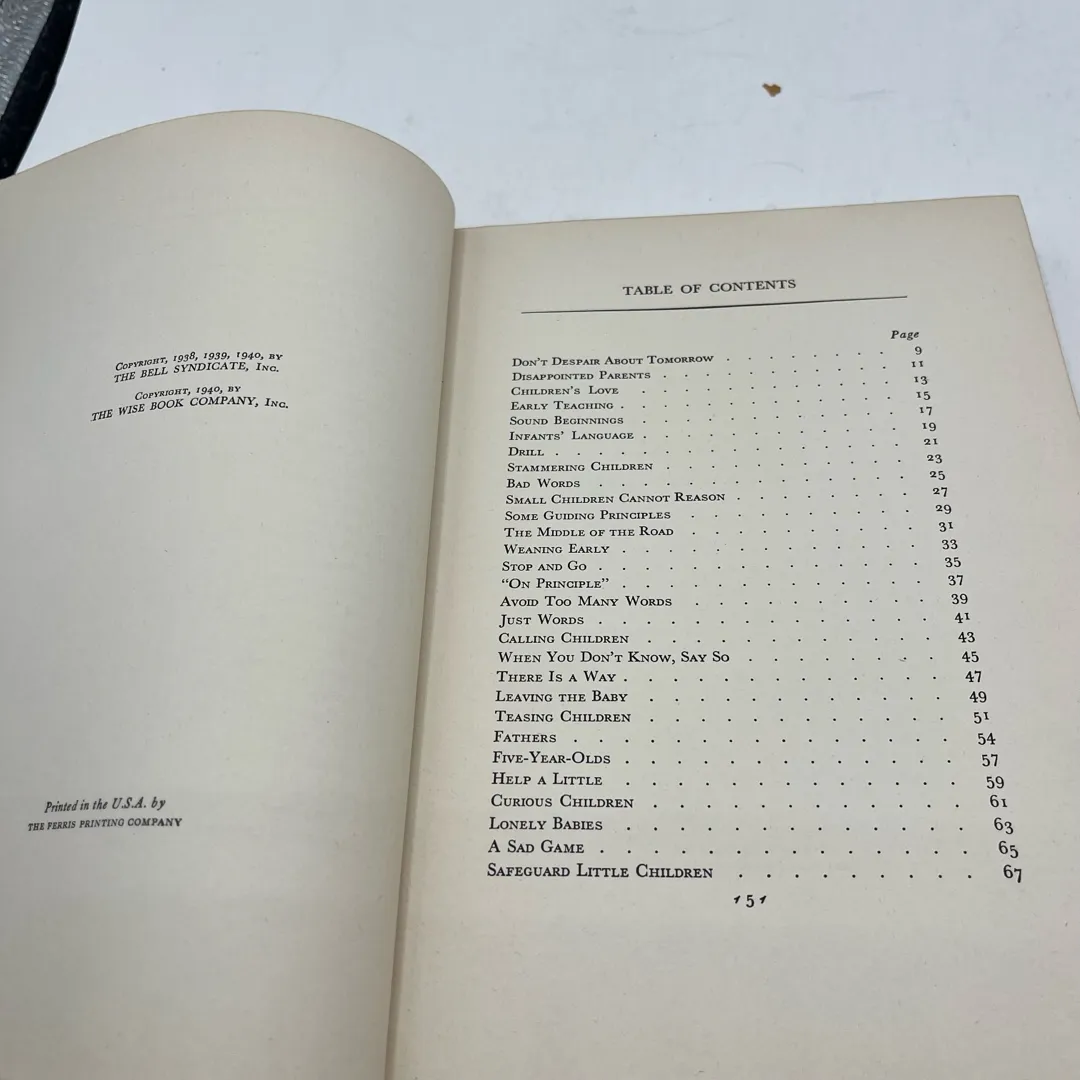 Copyright, 1938, 1939, 1940, by
THE BELL SYNDICATE, Inc.
Copyright, 1940, by
THE WISE BOOK COMPANY, Inc.
Printed in the U.S.A. by
THE FERRIS PRINTING COMPANY
TABLE OF CONTENTS
Page
Don't Despair About Tomorrow . . . . . . . . 9
Disappointed Parents . . . . . . . . . . 11
Children's Love . . . . . . . . . . . 13
Early Teaching . . . . . . . . . . . 15
Sound Beginnings . . . . . . . . . . . 17
Infants' Language . . . . . . . . . . . 19
Drill . . . . . . . . . . . . . . 21
Stammering Children . . . . . . . . . . 23
Bad Words . . . . . . . . . . . . 25
Small Children Cannot Reason . . . . . . . . 27
Some Guiding Principles . . . . . . . . . 29
The Middle of the Road . . . . . . . . . 31
Weaning Early . . . . . . . . . . . . 33
Stop and Go . . . . . . . . . . . . . 35
"On Principle" . . . . . . . . . . . . 37
Avoid Too Many Words . . . . . . . . . 39
Just Words . . . . . . . . . . . . . 41
Calling Children . . . . . . . . . . . 43
When You Don't Know, Say So . . . . . . . 45
There Is a Way . . . . . . . . . . . . 47
Leaving the Baby . . . . . . . . . . . 49
Teasing Children . . . . . . . . . . . 51
Fathers . . . . . . . . . . . . . . 54
Five-Year-Olds . . . . . . . . . . . . 57
Help a Little . . . . . . . . . . . . 59
Curious Children . . . . . . . . . . . 61
Lonely Babies . . . . . . . . . . . . 63
A Sad Game . . . . . . . . . . . . . 65
Safeguard Little Children . . . . . . . . 67
5